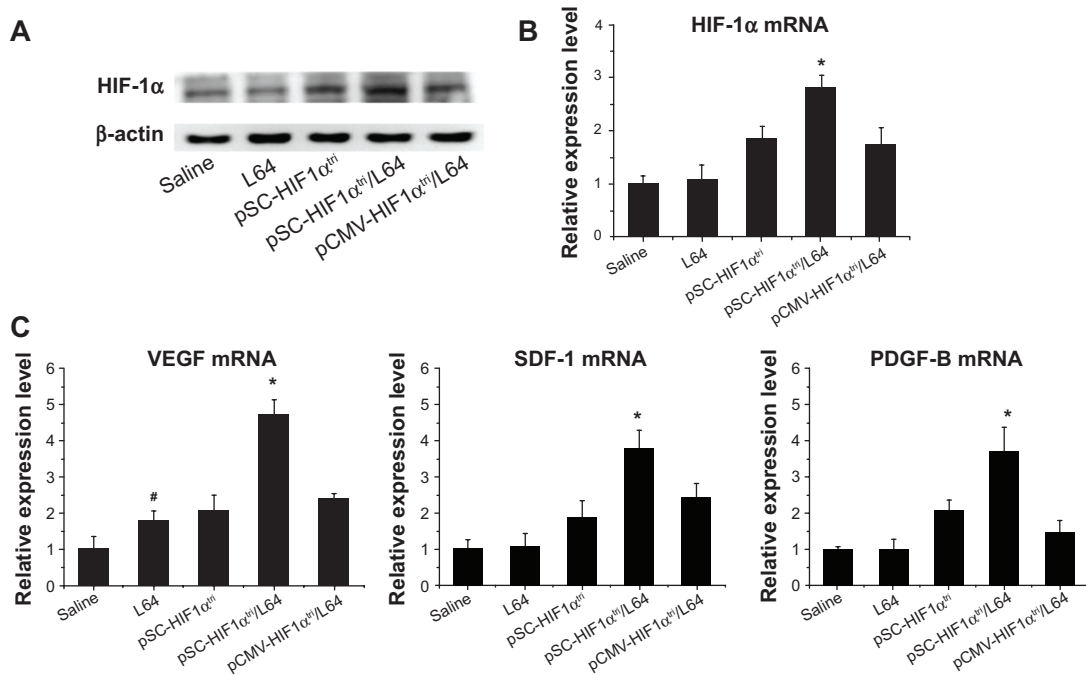 A
HIF-1α
β-actin
Saline
L64
pSC-HIF1αtri
pSC-HIF1αtri/L64
pCMV-HIF1αtri/L64
B
HIF-1α mRNA
Relative expression level
4
3
2
1
0
*
Saline
L64
pSC-HIF1αtri
pSC-HIF1αtri/L64
pCMV-HIF1αtri/L64
C
VEGF mRNA
Relative expression level
6
5
4
3
2
1
0
#
*
Saline
L64
pSC-HIF1αtri
pSC-HIF1αtri/L64
pCMV-HIF1αtri/L64
SDF-1 mRNA
Relative expression level
6
5
4
3
2
1
0
*
Saline
L64
pSC-HIF1αtri
pSC-HIF1αtri/L64
pCMV-HIF1αtri/L64
PDGF-B mRNA
Relative expression level
6
5
4
3
2
1
0
*
Saline
L64
pSC-HIF1αtri
pSC-HIF1αtri/L64
pCMV-HIF1αtri/L64